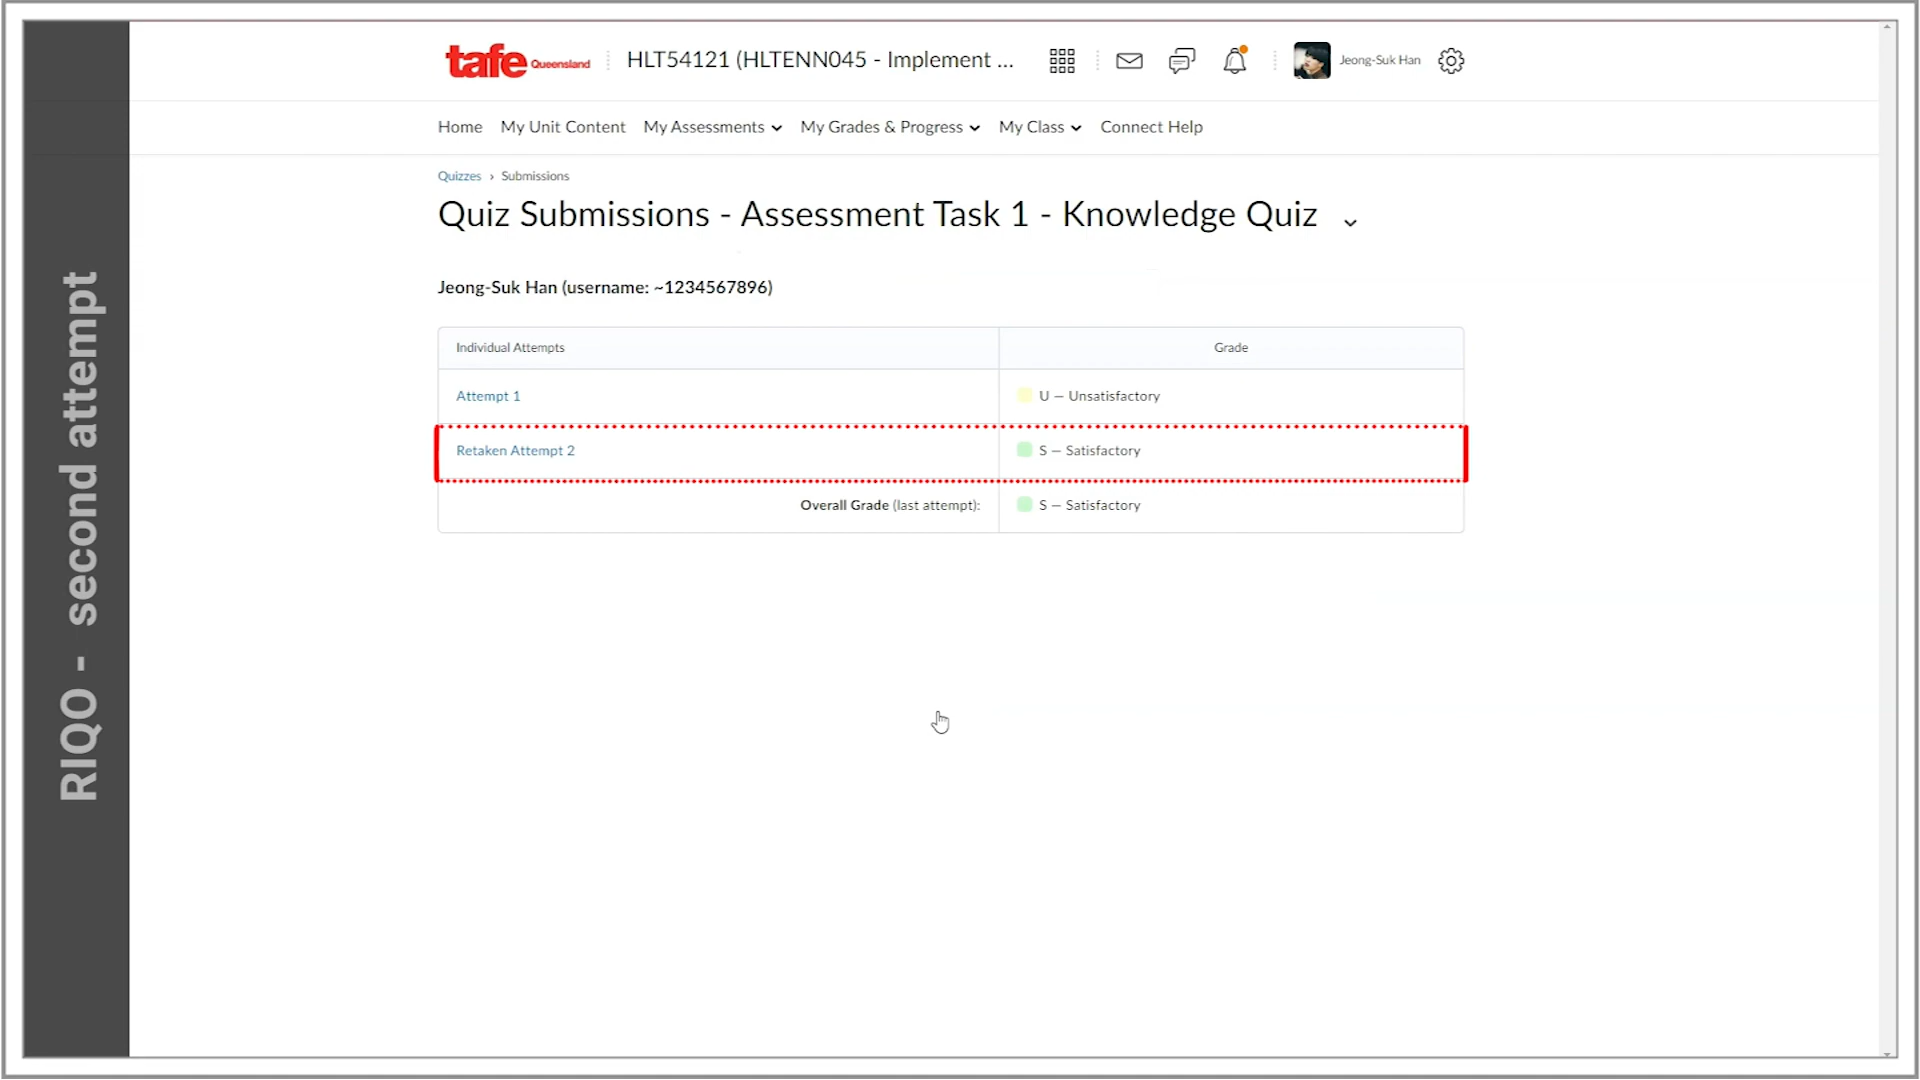 RIQO - second attempt
tafe Queensland
HLT54121 (HLTENN045 - Implement ...
Jeong-Suk Han
Home My Unit Content My Assessments My Grades & Progress My Class Connect Help
Quizzes › Submissions
Quiz Submissions - Assessment Task 1 - Knowledge Quiz
Jeong-Suk Han (username: ~1234567896)
Individual Attempts Grade
Attempt 1 U — Unsatisfactory
Retaken Attempt 2 S — Satisfactory
Overall Grade (last attempt): S — Satisfactory